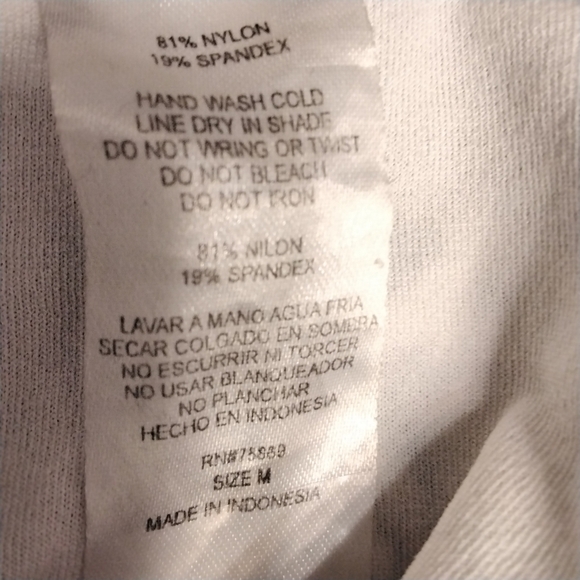 81% NYLON
19% SPANDEX
HAND WASH COLD
LINE DRY IN SHADE
DO NOT WRING OR TWIST
DO NOT BLEACH
DO NOT IRON
81% NILON
19% SPANDEX
LAVAR A MANO AGUA FRIA
SECAR COLGADO EN SOMBRA
NO ESCURRIR NI TORCER
NO USAR BLANQUEADOR
NO PLANCHAR
HECHO EN INDONESIA
SIZE M
MADE IN INDONESIA